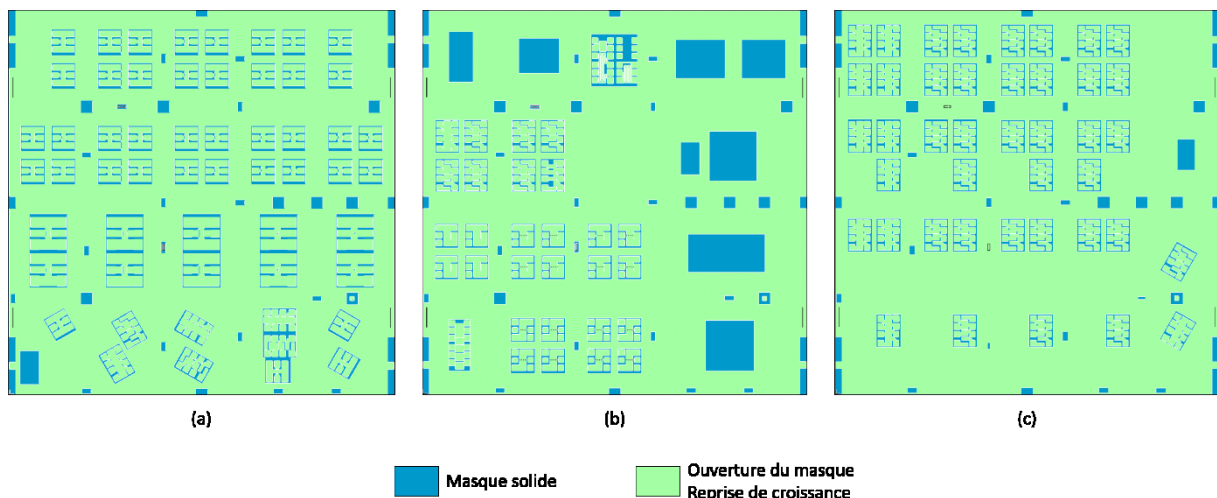 (a)
(b)
(c)
Masque solide
Ouverture du masque
Reprise de croissance